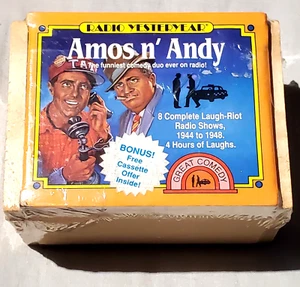 RADIO YESTERYEAR
Amos n' Andy
The funniest comedy duo ever on radio!
8 Complete Laugh-Riot
Radio Shows,
1944 to 1948.
4 Hours of Laughs.
BONUS!
Free
Cassette
Offer
Inside!
GREAT COMEDY